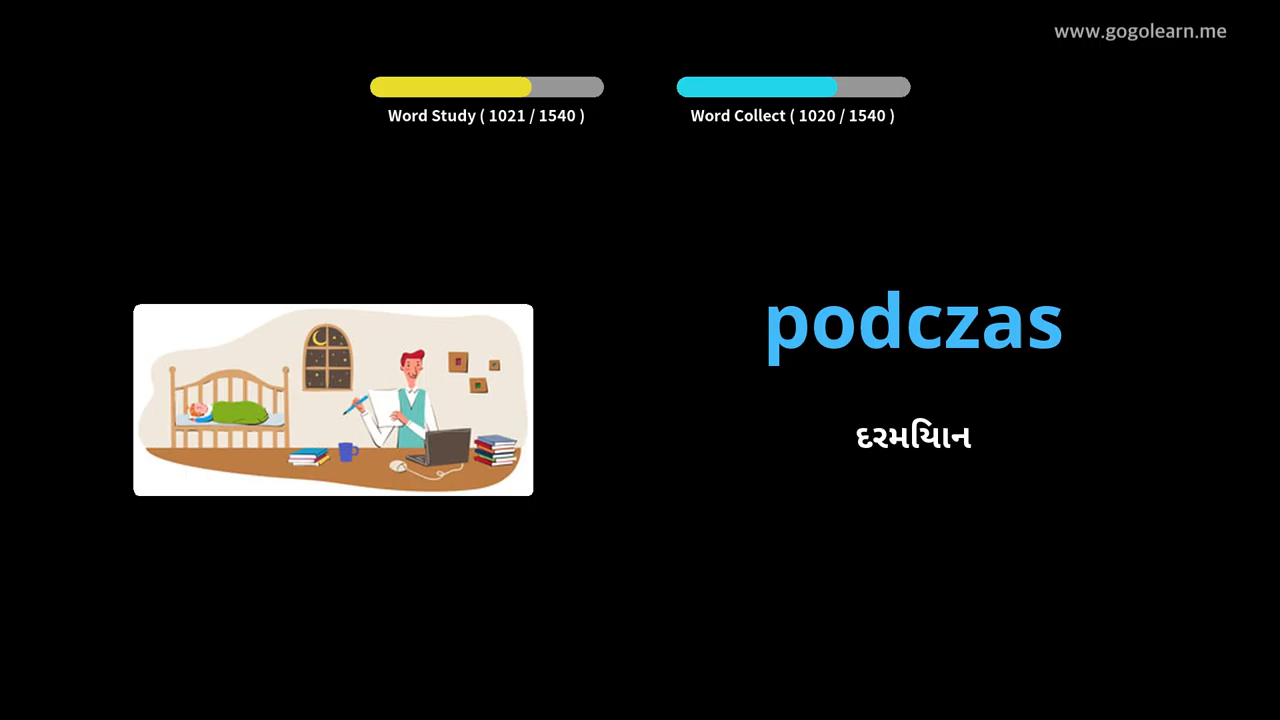 www.gogolearn.me
Word Study ( 1021 / 1540 )
Word Collect ( 1020 / 1540 )
podczas
દરમિયાન